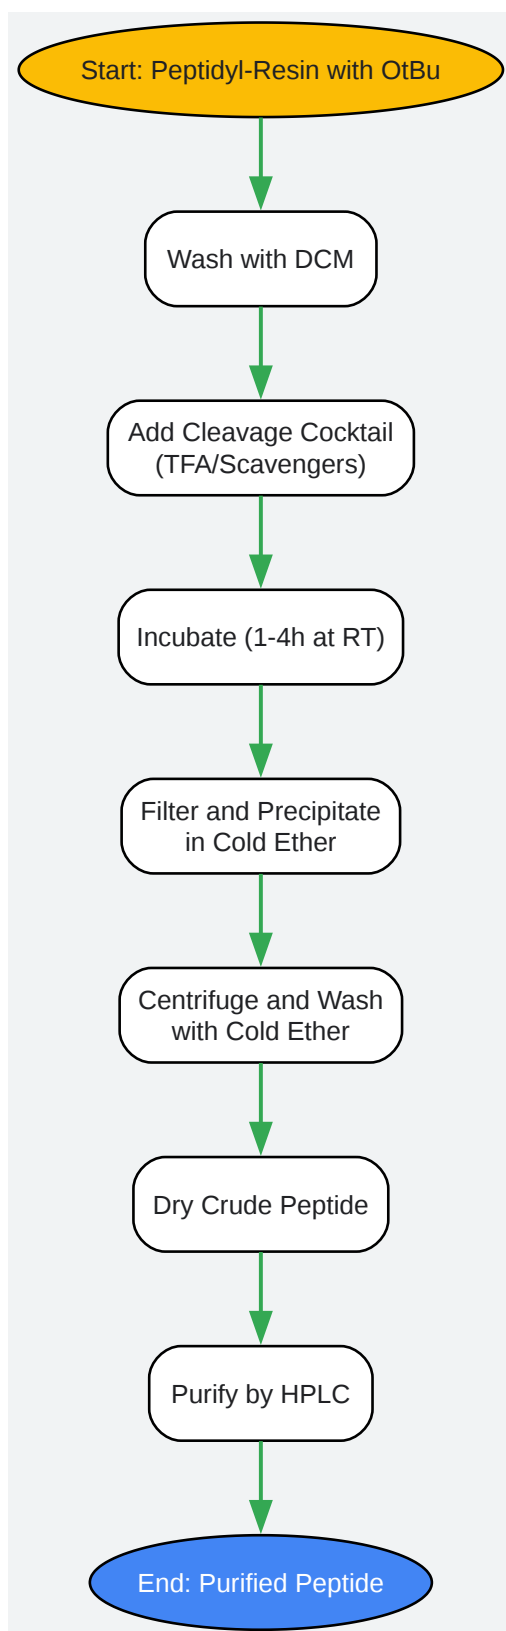 Start: Peptidyl-Resin with OtBu
Wash with DCM
Add Cleavage Cocktail
(TFA/Scavengers)
Incubate (1-4h at RT)
Filter and Precipitate
in Cold Ether
Centrifuge and Wash
with Cold Ether
Dry Crude Peptide
Purify by HPLC
End: Purified Peptide